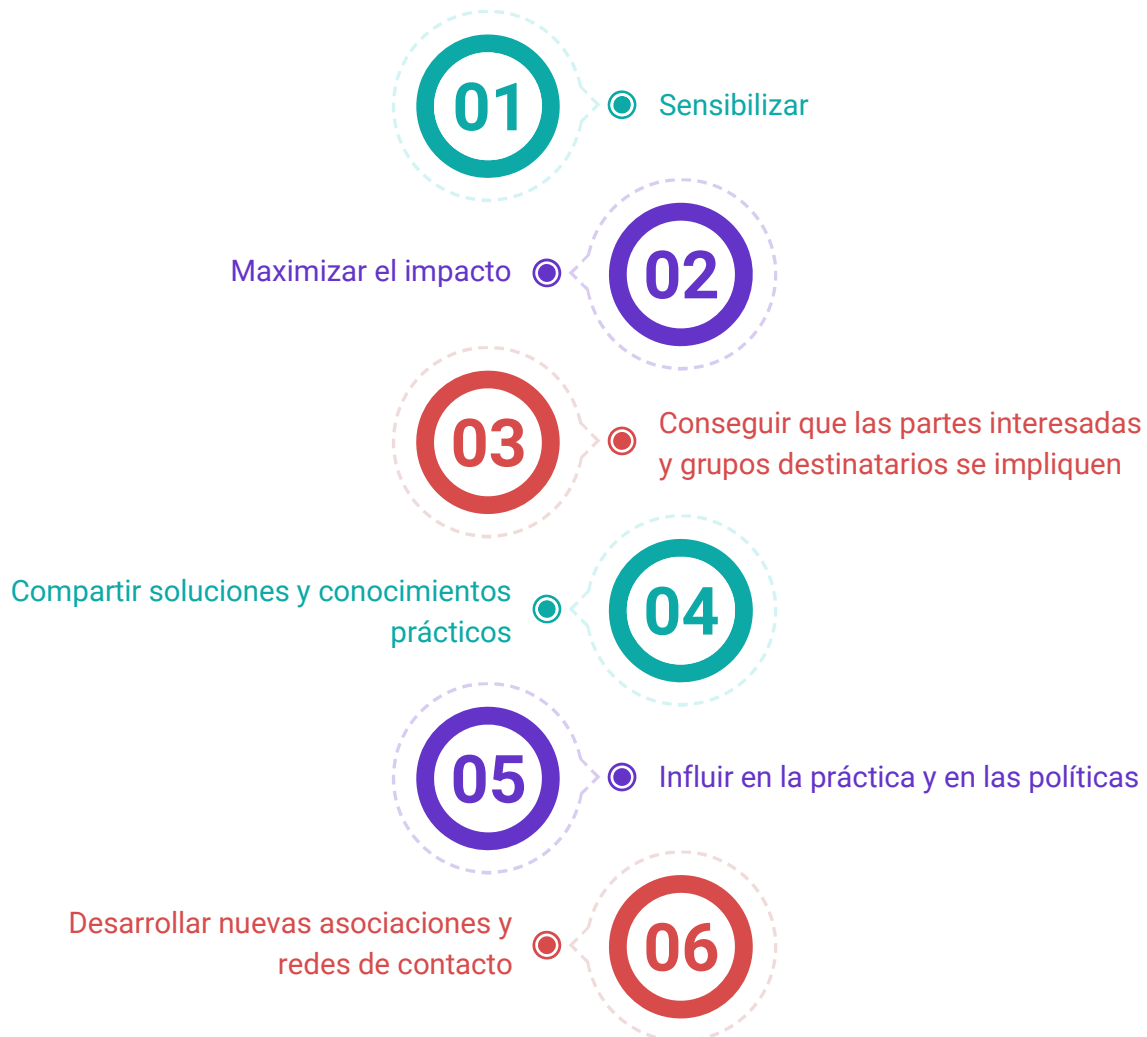 01
Sensibilizar
Maximizar el impacto
02
03
Conseguir que las partes interesadas
y grupos destinatarios se impliquen
Compartir soluciones y conocimientos
prácticos
04
05
Influir en la práctica y en las políticas
Desarrollar nuevas asociaciones y
redes de contacto
06